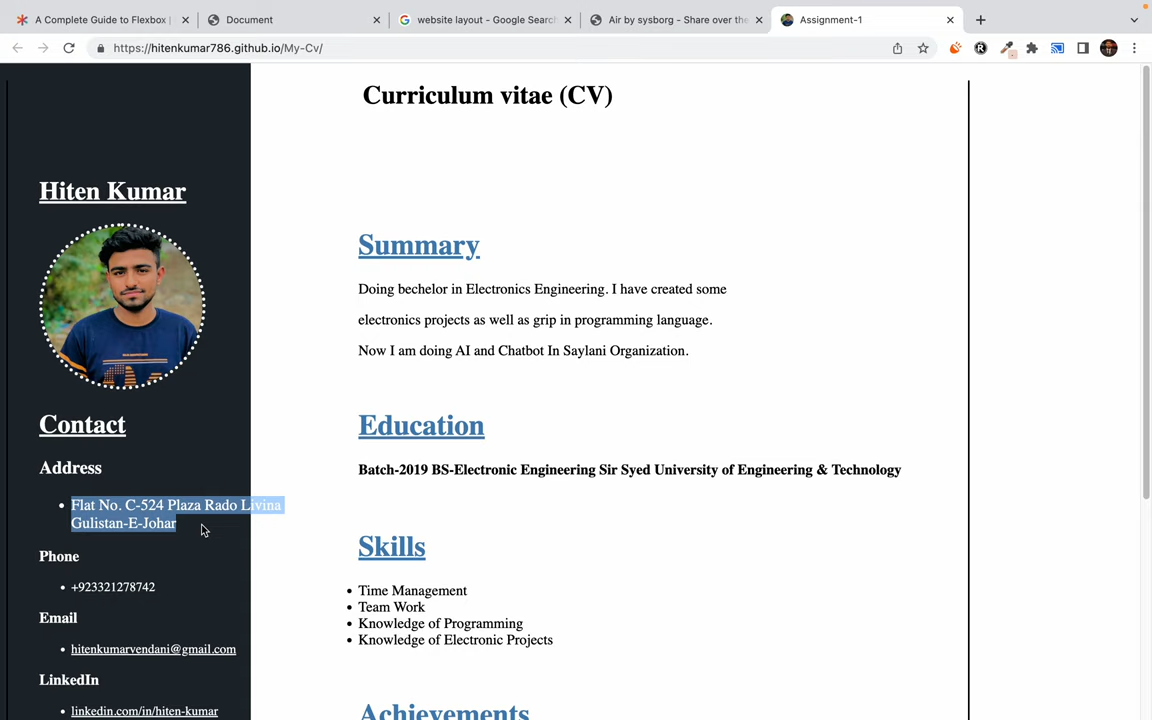 A Complete Guide to Flexbox |
Document
website layout - Google Search
Air by sysborg - Share over the
Assignment-1
https://hitenkumar786.github.io/My-Cv/
Curriculum vitae (CV)
Hiten Kumar
Contact
Address
Flat No. C-524 Plaza Rado Livina
Gulistan-E-Johar
Phone
+923321278742
Email
hitenkumarvendani@gmail.com
LinkedIn
linkedin.com/in/hiten-kumar
Summary
Doing bechelor in Electronics Engineering. I have created some
electronics projects as well as grip in programming language.
Now I am doing AI and Chatbot In Saylani Organization.
Education
Batch-2019 BS-Electronic Engineering Sir Syed University of Engineering & Technology
Skills
Time Management
Team Work
Knowledge of Programming
Knowledge of Electronic Projects
Achievements